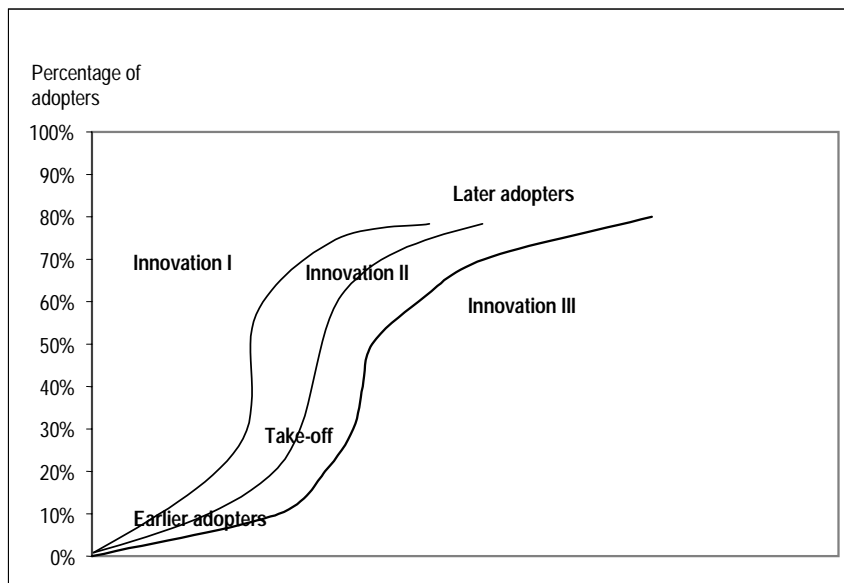 Percentage of
adopters
100%
90%
Later adopters
80%
Innovation I
70%
Innovation II
60%
Innovation III
50%
40%
30%
Take-off
20%
10%
Earlier adopters
0%